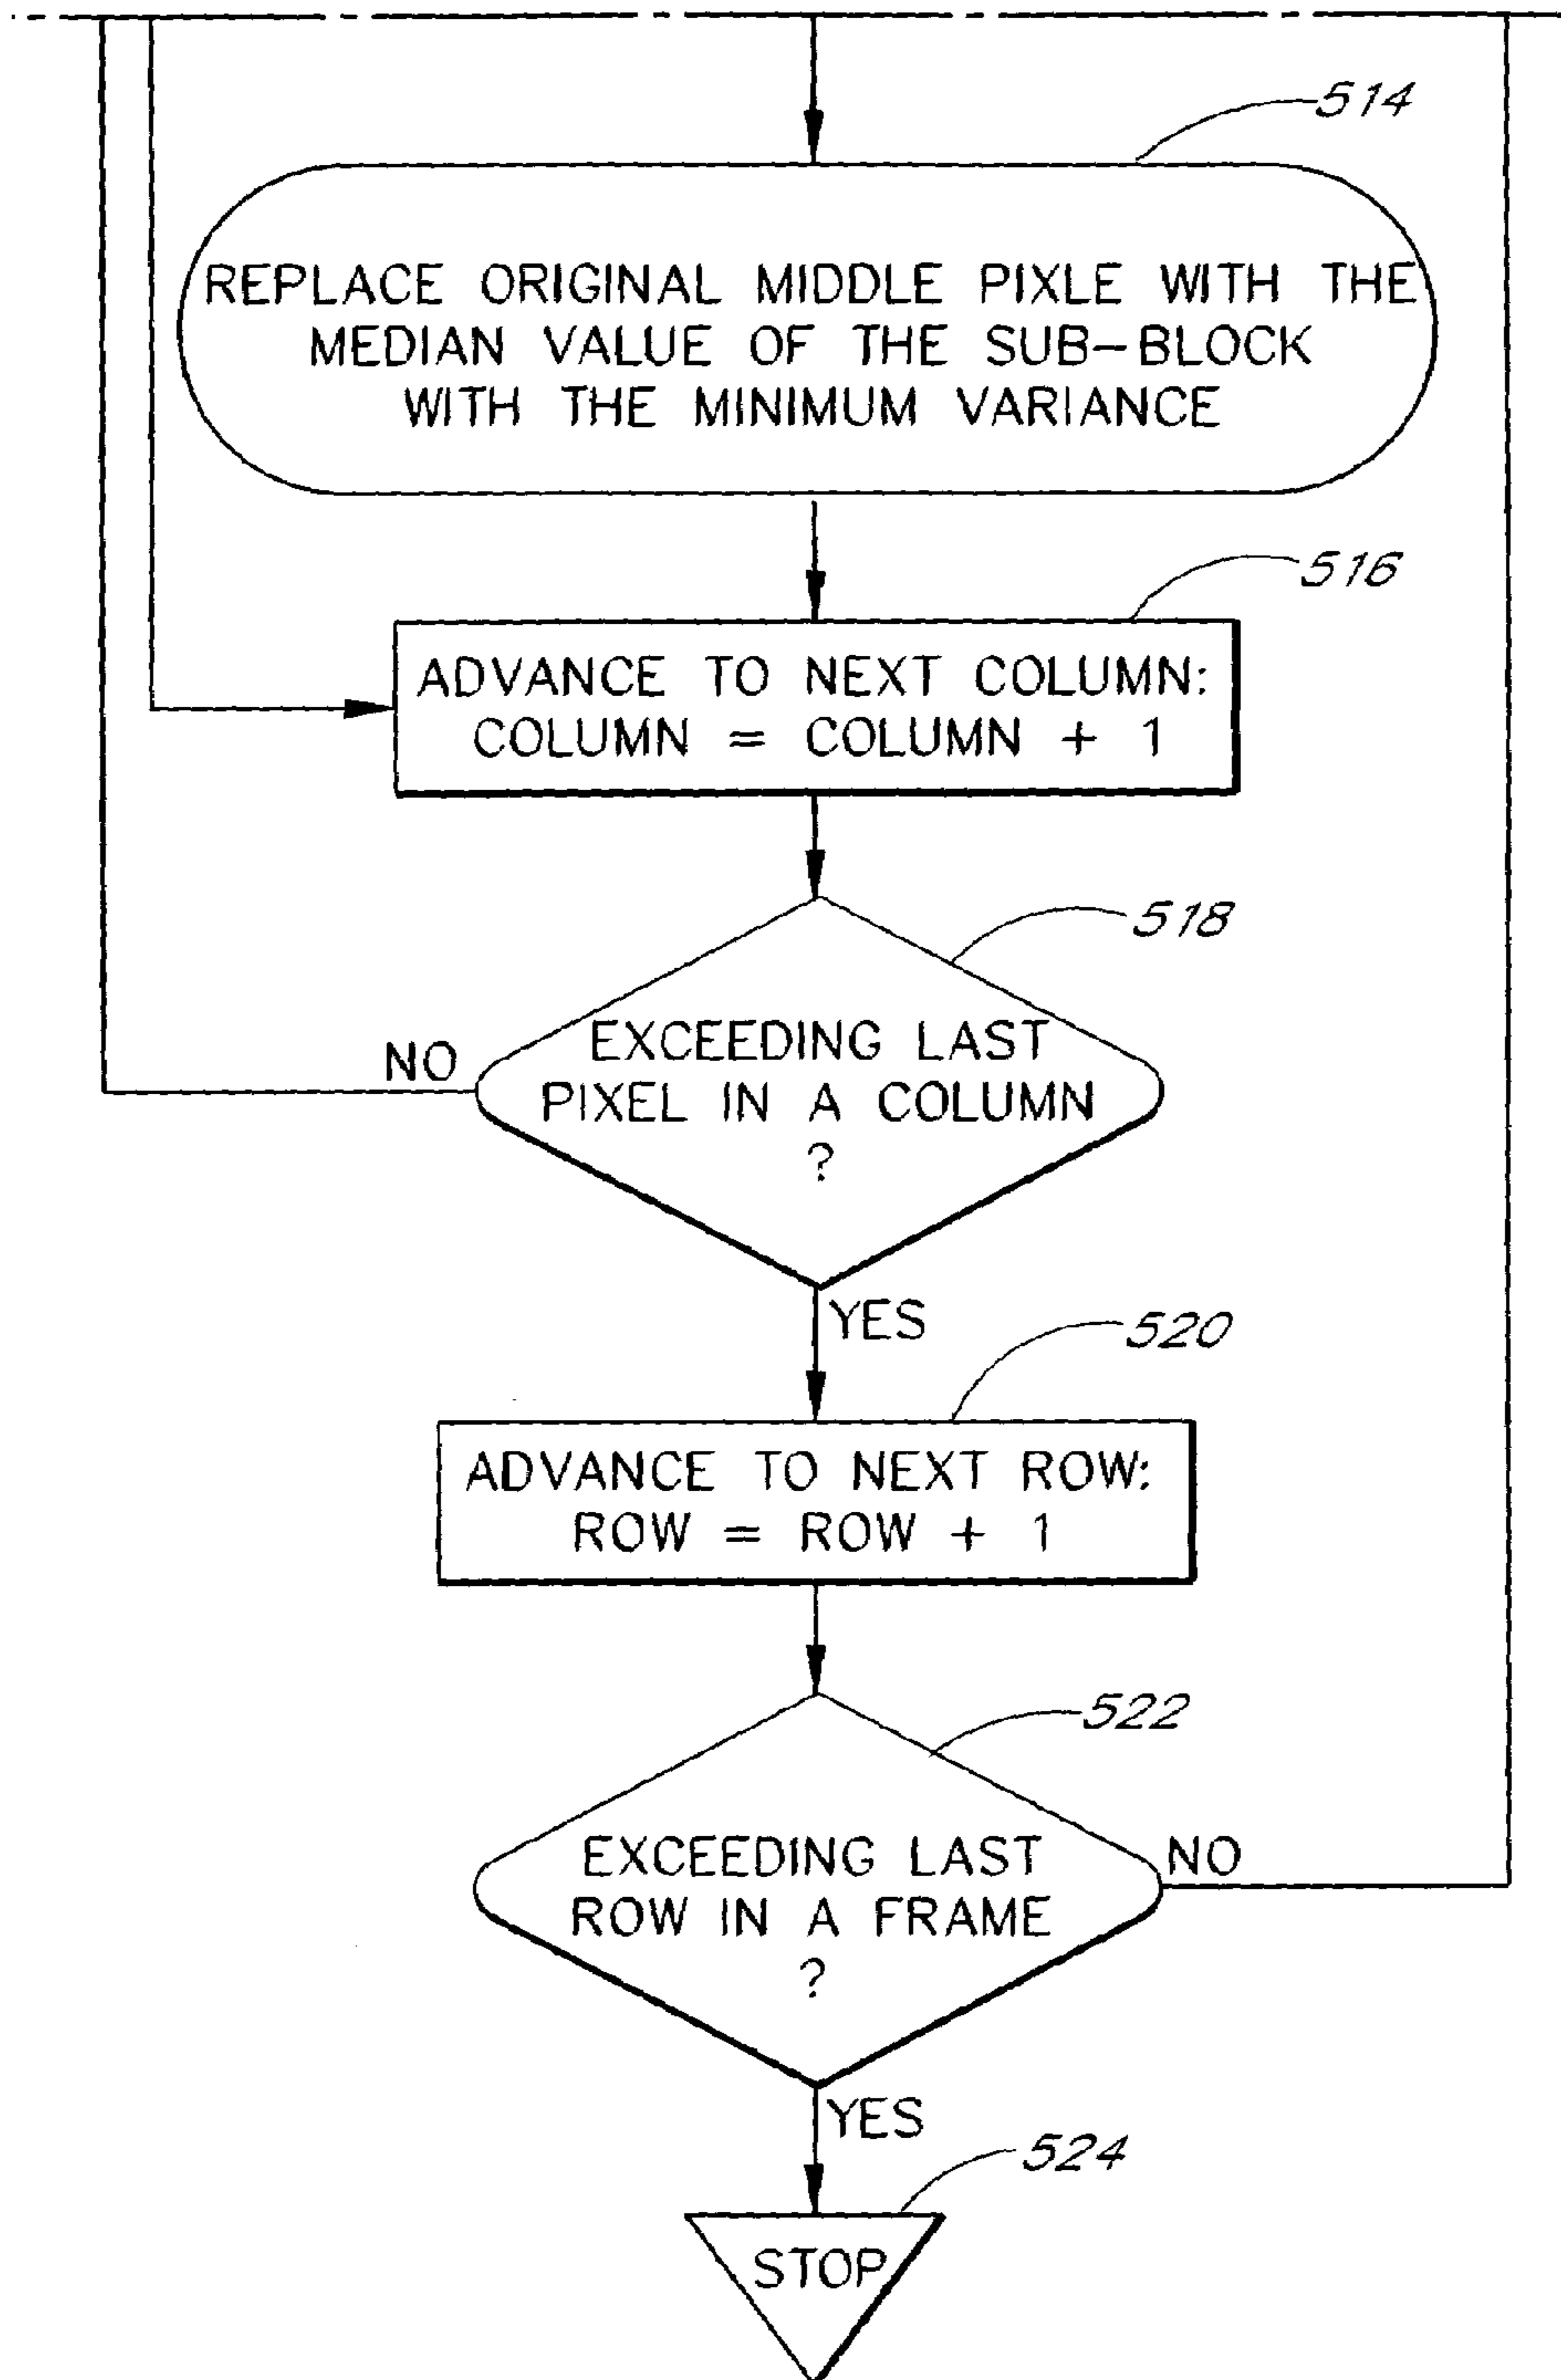 514
REPLACE ORIGINAL MIDDLE PIXLE WITH THE
MEDIAN VALUE OF THE SUB-BLOCK
WITH THE MINIMUM VARIANCE
516
ADVANCE TO NEXT COLUMN:
COLUMN = COLUMN + 1
518
EXCEEDING LAST
PIXEL IN A COLUMN
?
NO
YES
520
ADVANCE TO NEXT ROW:
ROW = ROW + 1
522
EXCEEDING LAST
ROW IN A FRAME
?
NO
YES
524
STOP